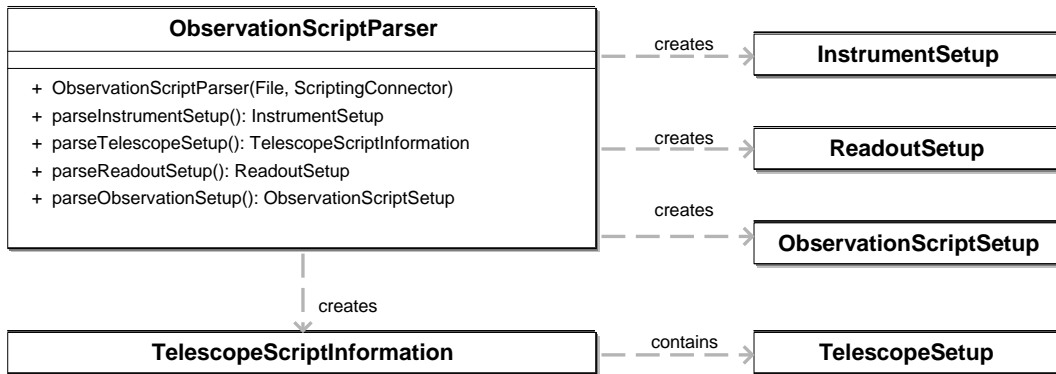 ObservationScriptParser
+ ObservationScriptParser(File, ScriptingConnector)
+ parseInstrumentSetup(): InstrumentSetup
+ parseTelescopeSetup(): TelescopeScriptInformation
+ parseReadoutSetup(): ReadoutSetup
+ parseObservationSetup(): ObservationScriptSetup
creates
InstrumentSetup
creates
ReadoutSetup
creates
ObservationScriptSetup
creates
TelescopeScriptInformation
contains
TelescopeSetup